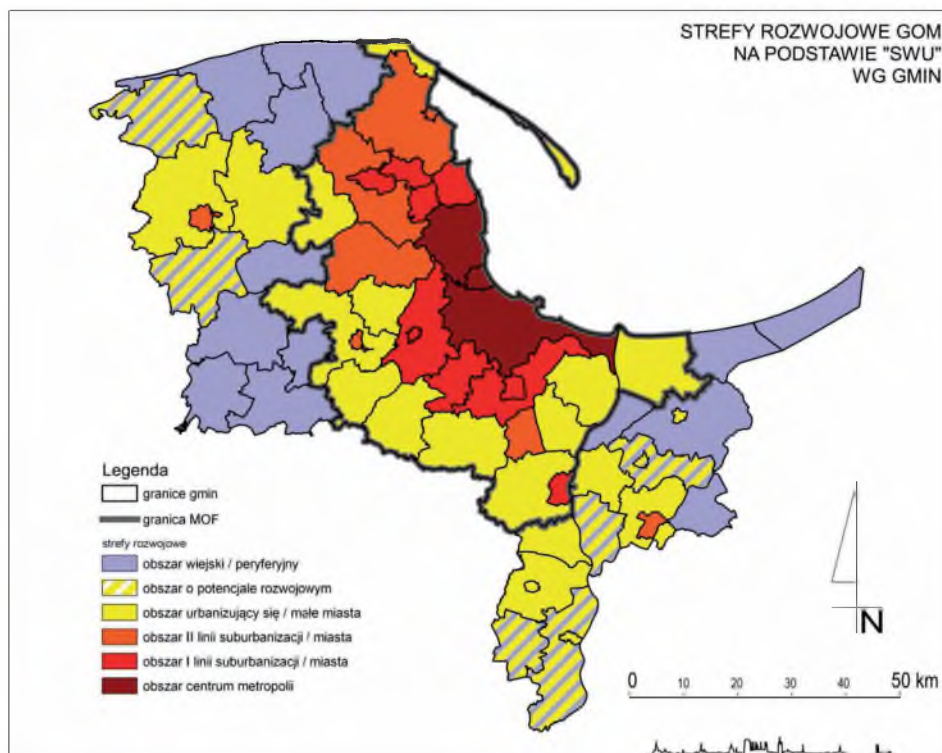 STREFY ROZWOJOWE GOM
NA PODSTAWIE "SWU"
WG GMIN
Legenda
granice gmin
granica MOF
strefy rozwojowe
obszar wiejski / peryferyjny
obszar o potencjale rozwojowym
obszar urbanizujący się / małe miasta
obszar II linii suburbanizacji / miasta
obszar I linii suburbanizacji / miasta
obszar centrum metropolii
N
0 10 20 30 40 50 km